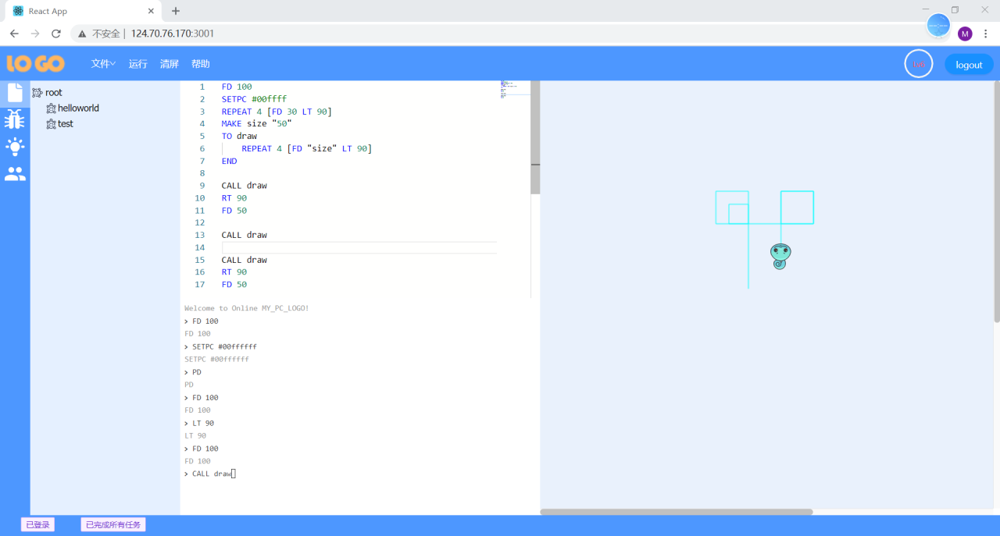 React App
不安全 | 124.70.76.170:3001
M
LOGO
文件 运行 清屏 帮助
logout
root
helloworld
test
1 FD 100
2 SETPC #00ffff
3 REPEAT 4 [FD 30 LT 90]
4 MAKE size "50"
5 TO draw
6 REPEAT 4 [FD "size" LT 90]
7 END
8
9 CALL draw
10 RT 90
11 FD 50
12
13 CALL draw
14
15 CALL draw
16 RT 90
17 FD 50
Welcome to Online MY_PC_LOGO!
> FD 100
FD 100
> SETPC #00ffffff
SETPC #00ffffff
> PD
PD
> FD 100
FD 100
> LT 90
LT 90
> FD 100
FD 100
> CALL draw
已登录
已完成所有任务